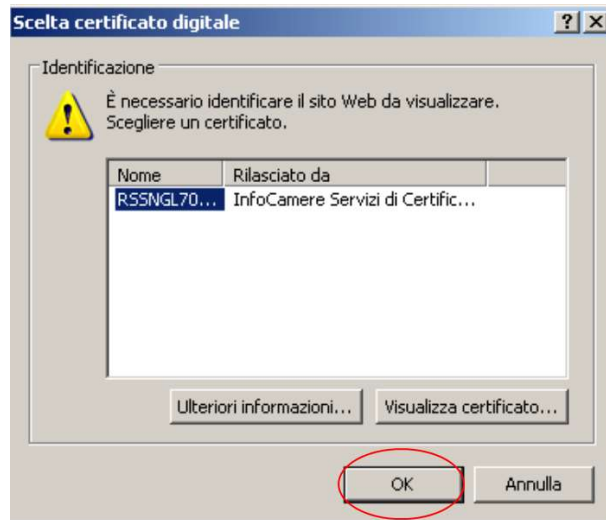 Scelta certificato digitale
Identificazione
È necessario identificare il sito Web da visualizzare.
Scegliere un certificato.
Nome Rilasciato da
RSSNGL70... InfoCamere Servizi di Certific...
Ulteriori informazioni... Visualizza certificato...
OK Annulla